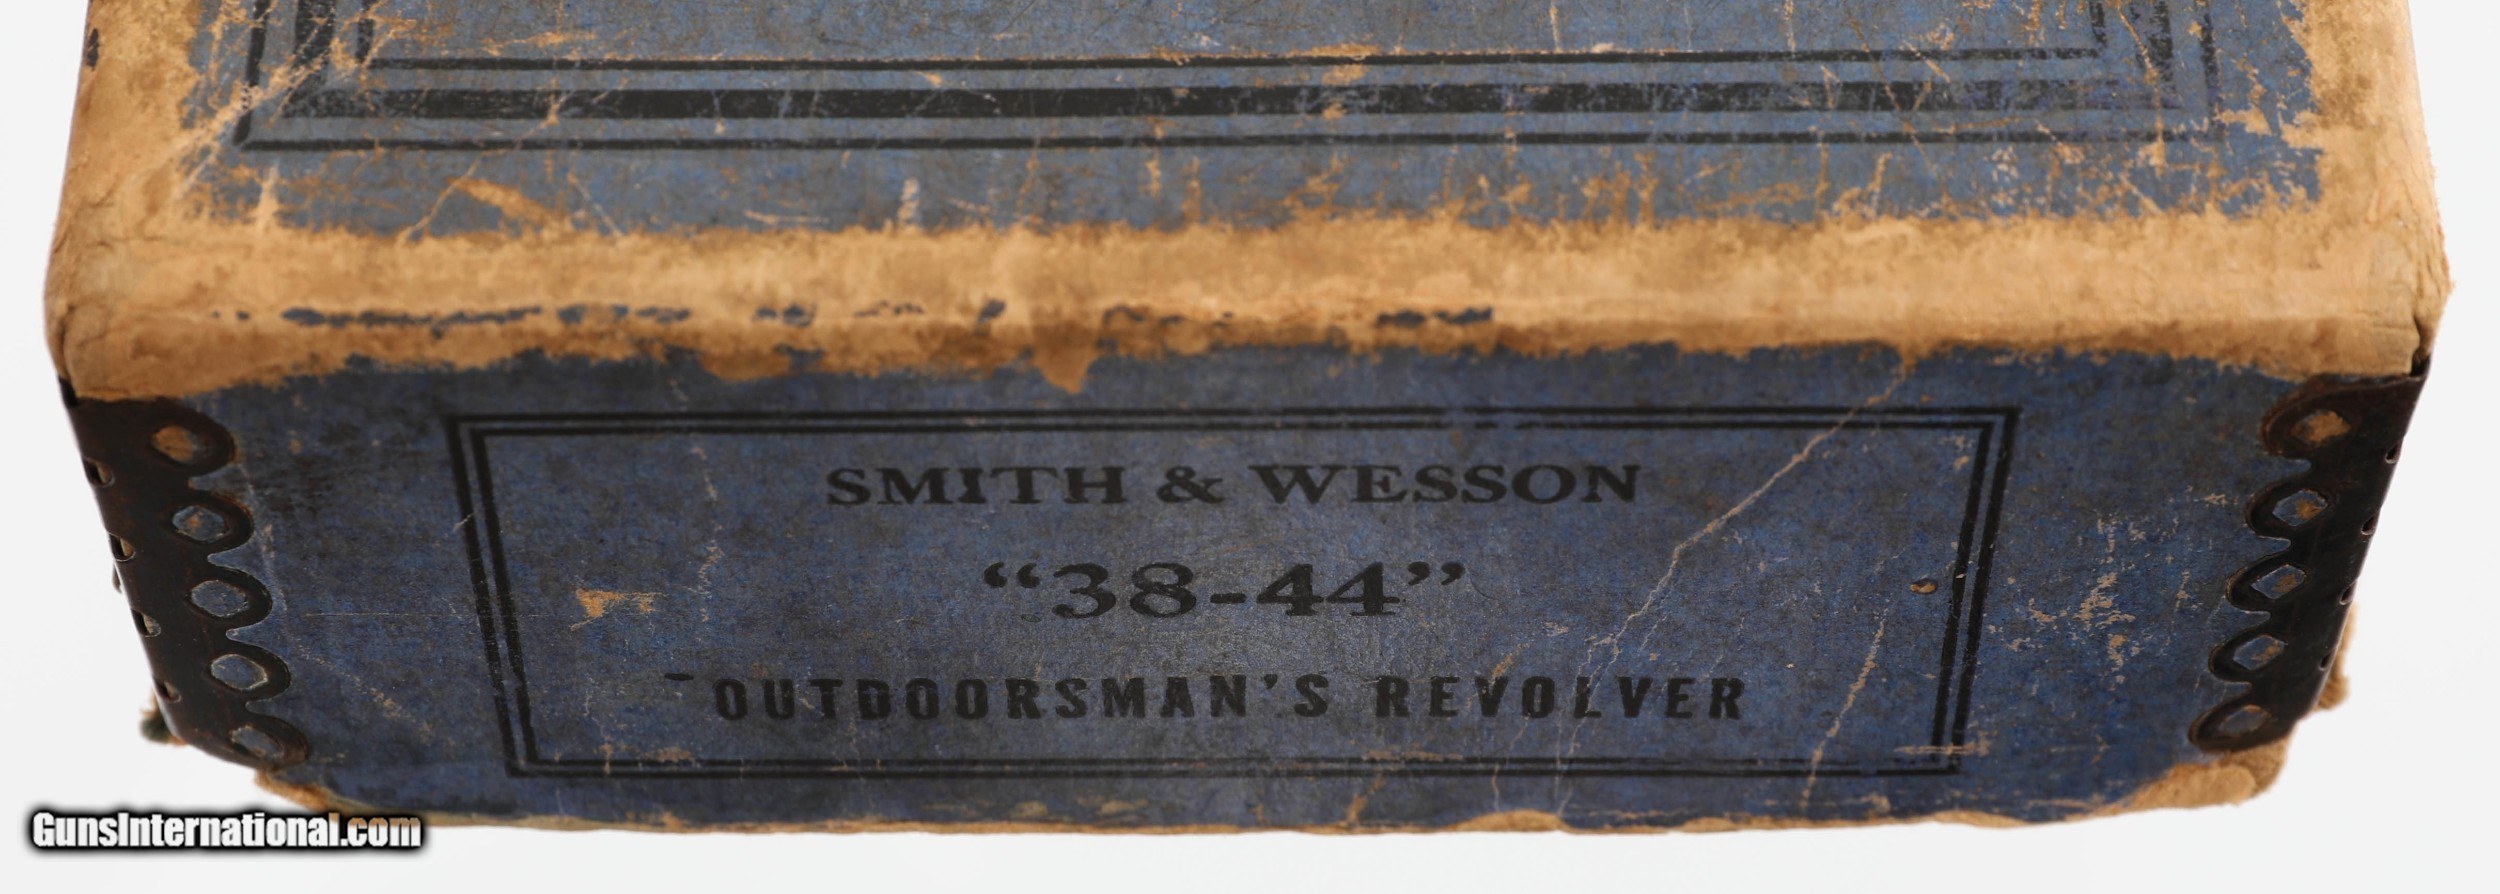 SMITH & WESSON
“38-44”
OUTDOORSMAN'S REVOLVER
GunsInternational.com